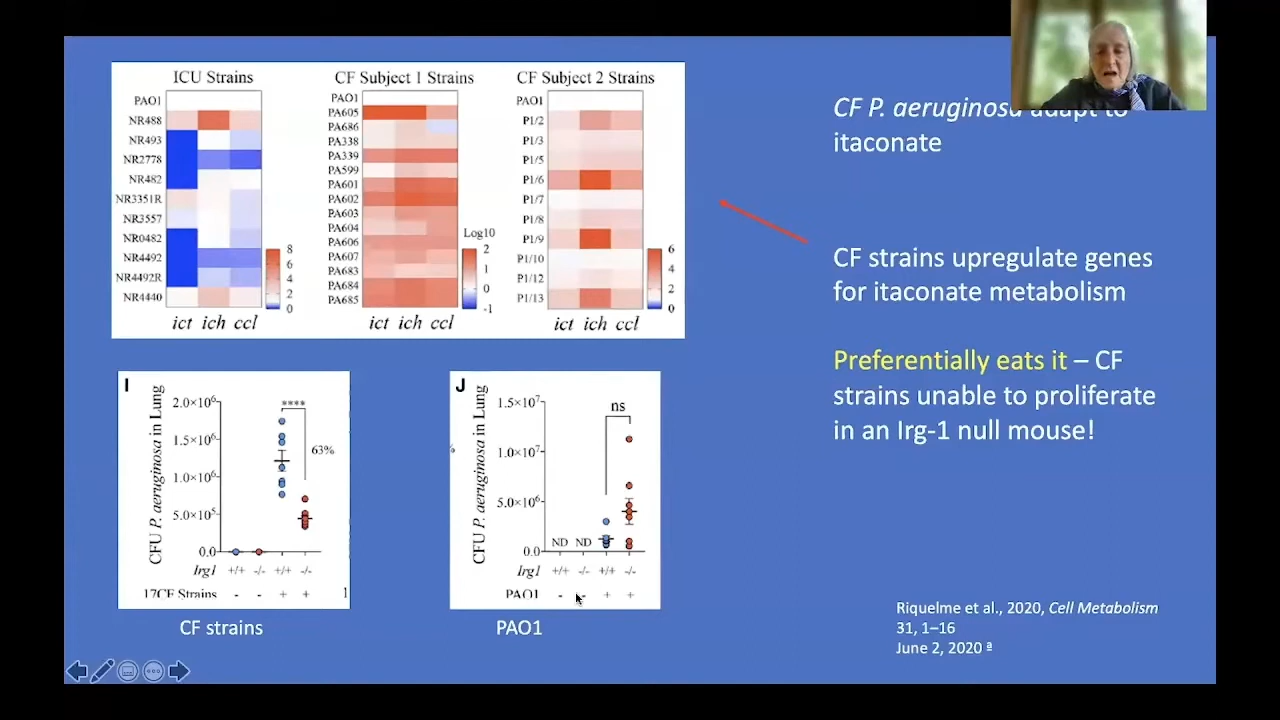 ICU Strains
PAO1
NR488
NR493
NR2778
NR482
NR3351R
NR3557
NR0482
NR4492
NR4492R
NR4440
8
6
4
2
0
ict ich ccl
CF Subject 1 Strains
PAO1
PA605
PA686
PA338
PA339
PA599
PA601
PA602
PA603
PA604
PA606
PA607
PA683
PA684
PA685
Log10
2
1
0
-1
ict ich ccl
CF Subject 2 Strains
PAO1
P1/2
P1/3
P1/5
P1/6
P1/7
P1/8
P1/9
P1/10
P1/12
P1/13
6
4
2
0
ict ich ccl
CF P. aeruginosa adapt to
itaconate
CF strains upregulate genes
for itaconate metabolism
Preferentially eats it – CF
strains unable to proliferate
in an Irg-1 null mouse!
I
CFU P. aeruginosa in Lung
2.0×10⁶
1.5×10⁶
1.0×10⁶
5.0×10⁵
0.0
****
63%
Irg1 +/+ -/- +/+ -/-
17CF Strains - - + +
CF strains
J
CFU P. aeruginosa in Lung
1.5×10⁷
1.0×10⁷
5.0×10⁶
0.0
ns
ND ND
Irg1 +/+ -/- +/+ -/-
PAO1 - - + +
PAO1
Riquelme et al., 2020, Cell Metabolism
31, 1–16
June 2, 2020 ª